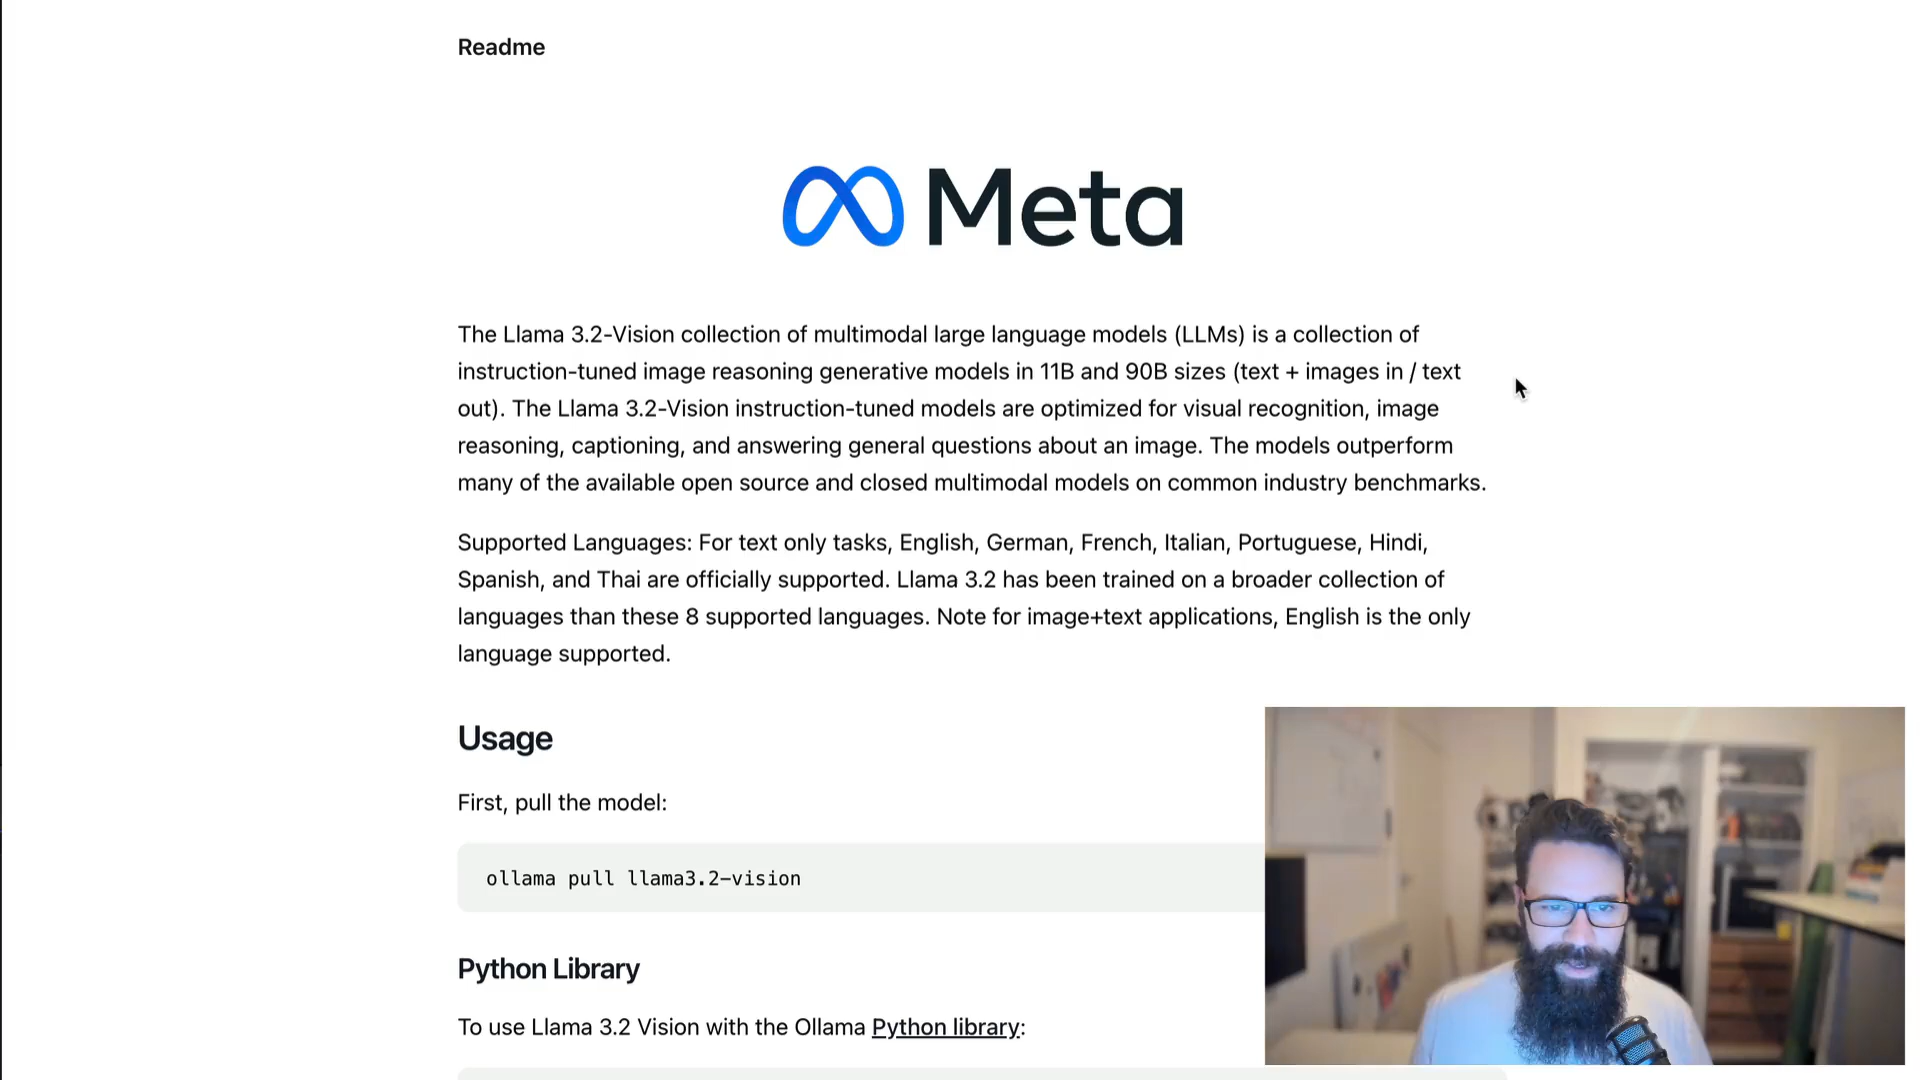 Readme
Meta
The Llama 3.2-Vision collection of multimodal large language models (LLMs) is a collection of
instruction-tuned image reasoning generative models in 11B and 90B sizes (text + images in / text
out). The Llama 3.2-Vision instruction-tuned models are optimized for visual recognition, image
reasoning, captioning, and answering general questions about an image. The models outperform
many of the available open source and closed multimodal models on common industry benchmarks.
Supported Languages: For text only tasks, English, German, French, Italian, Portuguese, Hindi,
Spanish, and Thai are officially supported. Llama 3.2 has been trained on a broader collection of
languages than these 8 supported languages. Note for image+text applications, English is the only
language supported.
Usage
First, pull the model:
ollama pull llama3.2-vision
Python Library
To use Llama 3.2 Vision with the Ollama Python library: